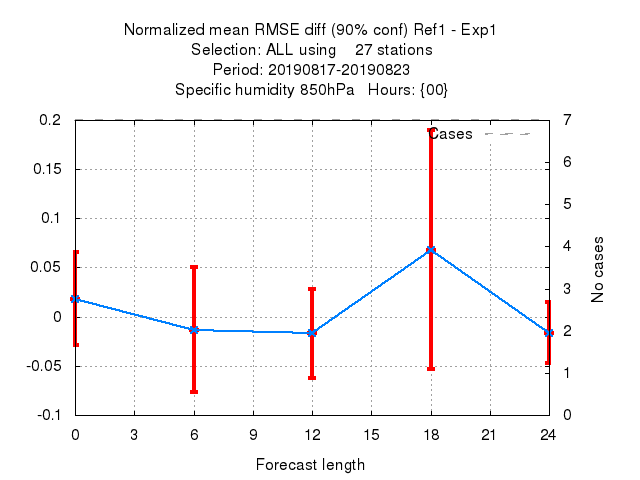 Normalized mean RMSE diff (90% conf) Ref1 - Exp1
Selection: ALL using    27 stations
Period: 20190817-20190823
Specific humidity 850hPa   Hours: {00}
0.2
0.15
0.1
0.05
0
-0.05
-0.1
Cases
7
6
5
4
3
2
1
0
No cases
0 3 6 9 12 15 18 21 24
Forecast length